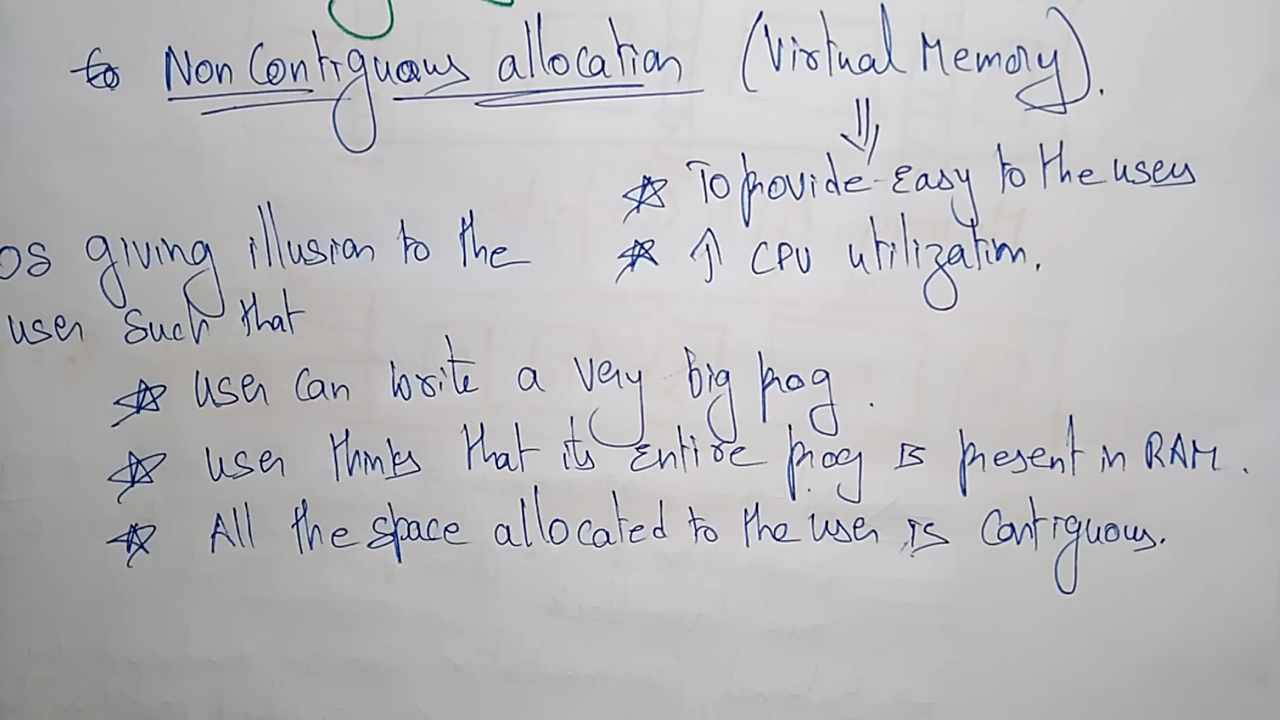 Non Contiguous allocation (Virtual Memory).
⇓
☆ To provide easy to the user
☆ ↑ CPU utilization.
OS giving illusion to the
user such that
☆ user can write a very big prog.
☆ user thinks that its entire prog is present in RAM.
☆ All the space allocated to the user is Contiguous.